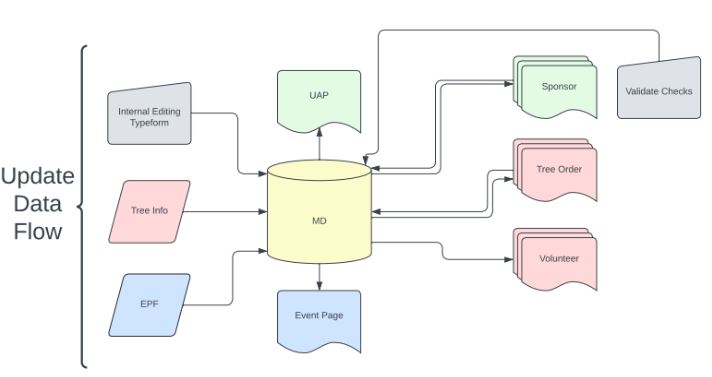 Update
Data
Flow
Internal Editing
Typeform
Tree Info
EPF
UAP
MD
Event Page
Sponsor
Tree Order
Volunteer
Validate Checks